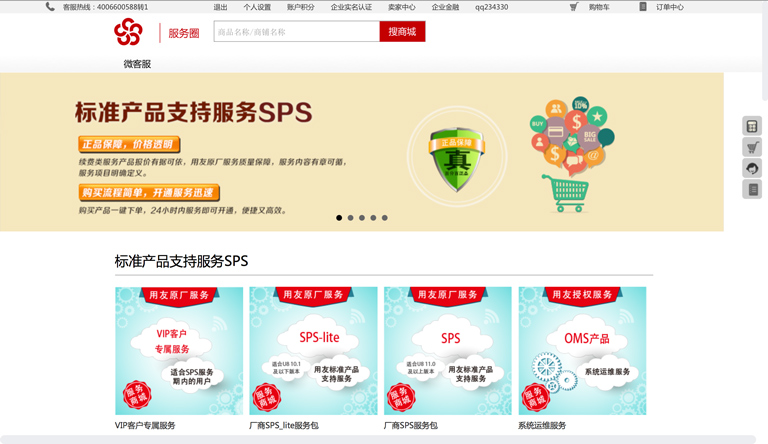 客服热线：4006600588转1 退出 个人设置 账户积分 企业实名认证 卖家中心 企业金融 qq234330 购物车 订单中心
服务圈 商品名称/商铺名称 搜商城
微客服
标准产品支持服务SPS
正品保障，价格透明
续费类服务产品报价有据可依，用友原厂服务质量保障，服务内容有章可循，
服务项目明确定义。
购买流程简单，开通服务迅速
购买产品一键下单，24小时内服务即可开通，便捷又高效。
正品保障
真
BUY
BIG
SALE
标准产品支持服务SPS
用友原厂服务
VIP客户
专属服务
适合SPS服务
期内的用户
服务
商城
VIP客户专属服务
用友原厂服务
SPS-lite
适合U8 10.1
及以下版本
用友标准产品
支持服务
服务
商城
厂商SPS_lite服务包
用友原厂服务
SPS
适合U8 11.0
及以上版本
用友标准产品
支持服务
服务
商城
厂商SPS服务包
用友授权服务
OMS产品
系统运维服务
服务
商城
系统运维服务